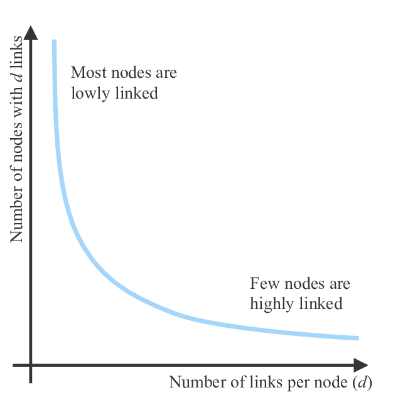 Number of nodes with d links
Most nodes are
lowly linked
Few nodes are
highly linked
Number of links per node (d)